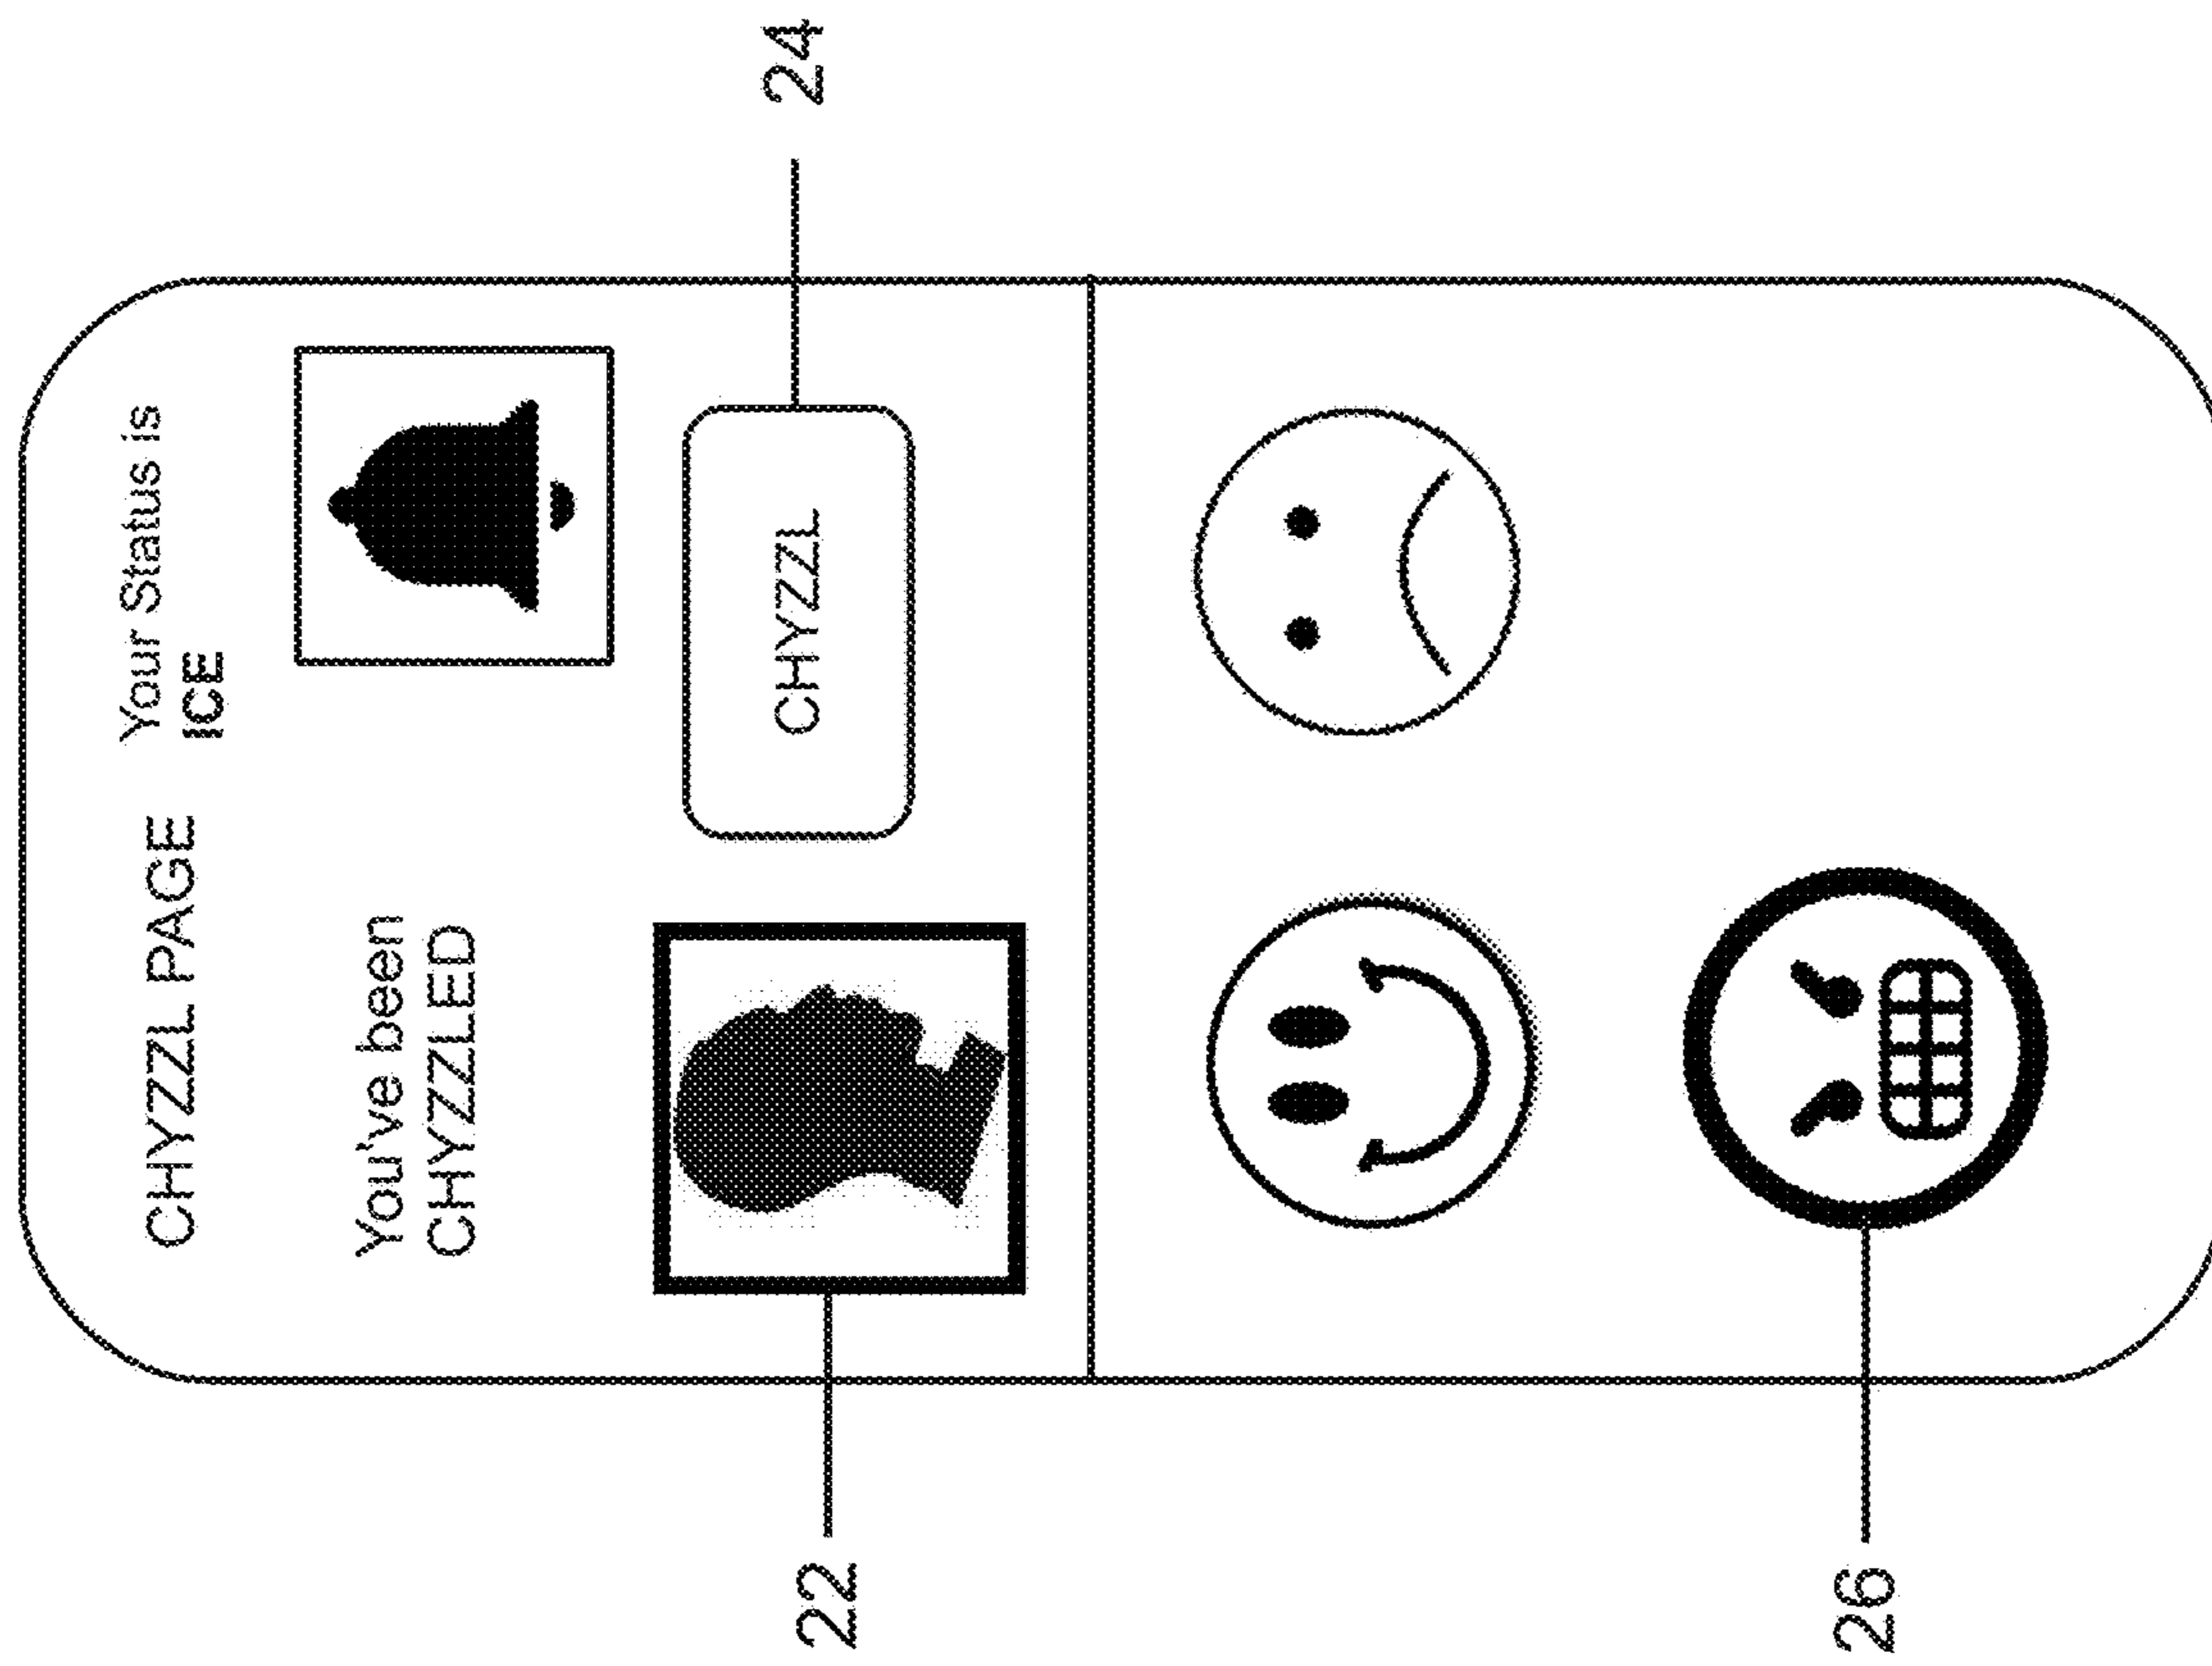 CHYZZL PAGE
Your Status is
ICE
You've been
CHYZZLED
CHYZZL
22
24
26